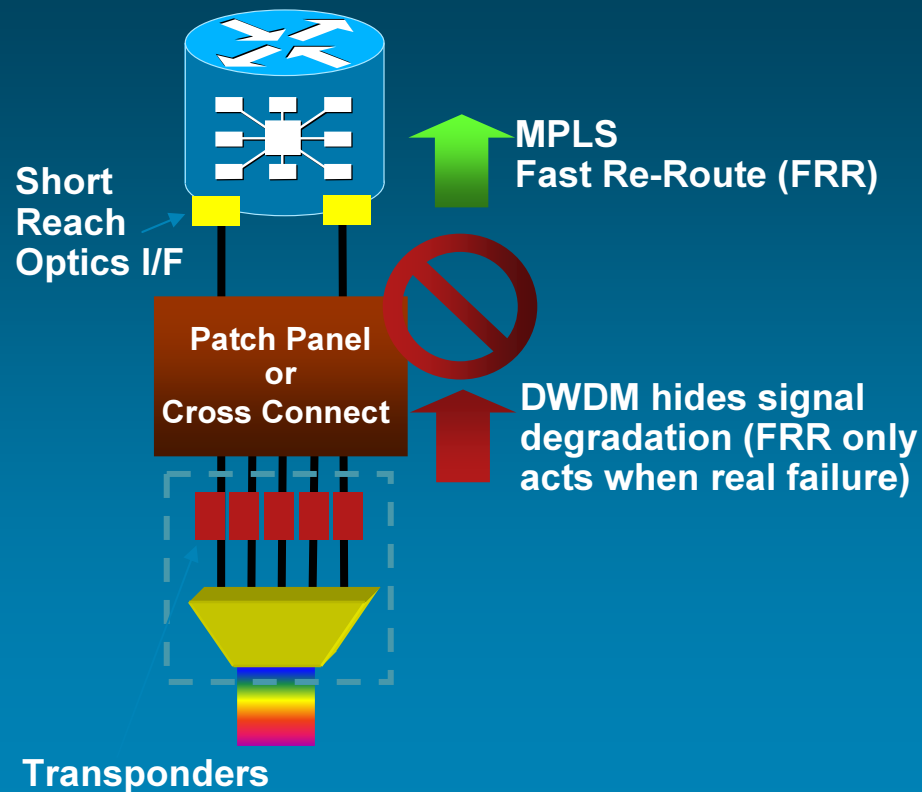 MPLS
Fast Re-Route (FRR)
Short
Reach
Optics I/F
Patch Panel
or
Cross Connect
DWDM hides signal
degradation (FRR only
acts when real failure)
Transponders